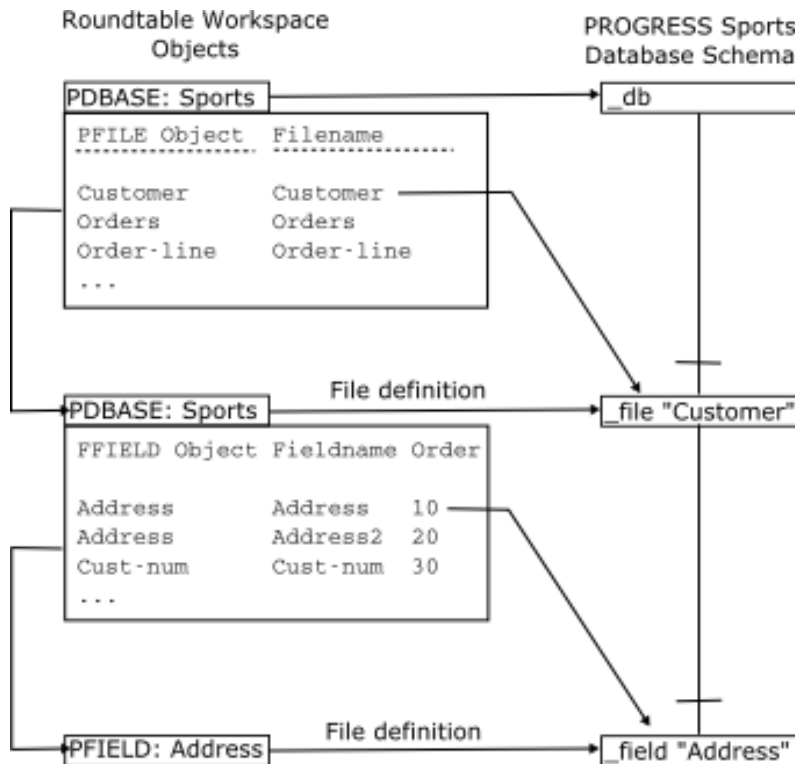 Roundtable Workspace
Objects
PROGRESS Sports
Database Schema
PDBASE: Sports
_db
PFILE Object Filename
Customer Customer
Orders Orders
Order-line Order-line
...
File definition
PDBASE: Sports
_file "Customer"
FFIELD Object Fieldname Order
Address Address 10
Address Address2 20
Cust-num Cust-num 30
...
File definition
PFIELD: Address
_field "Address"